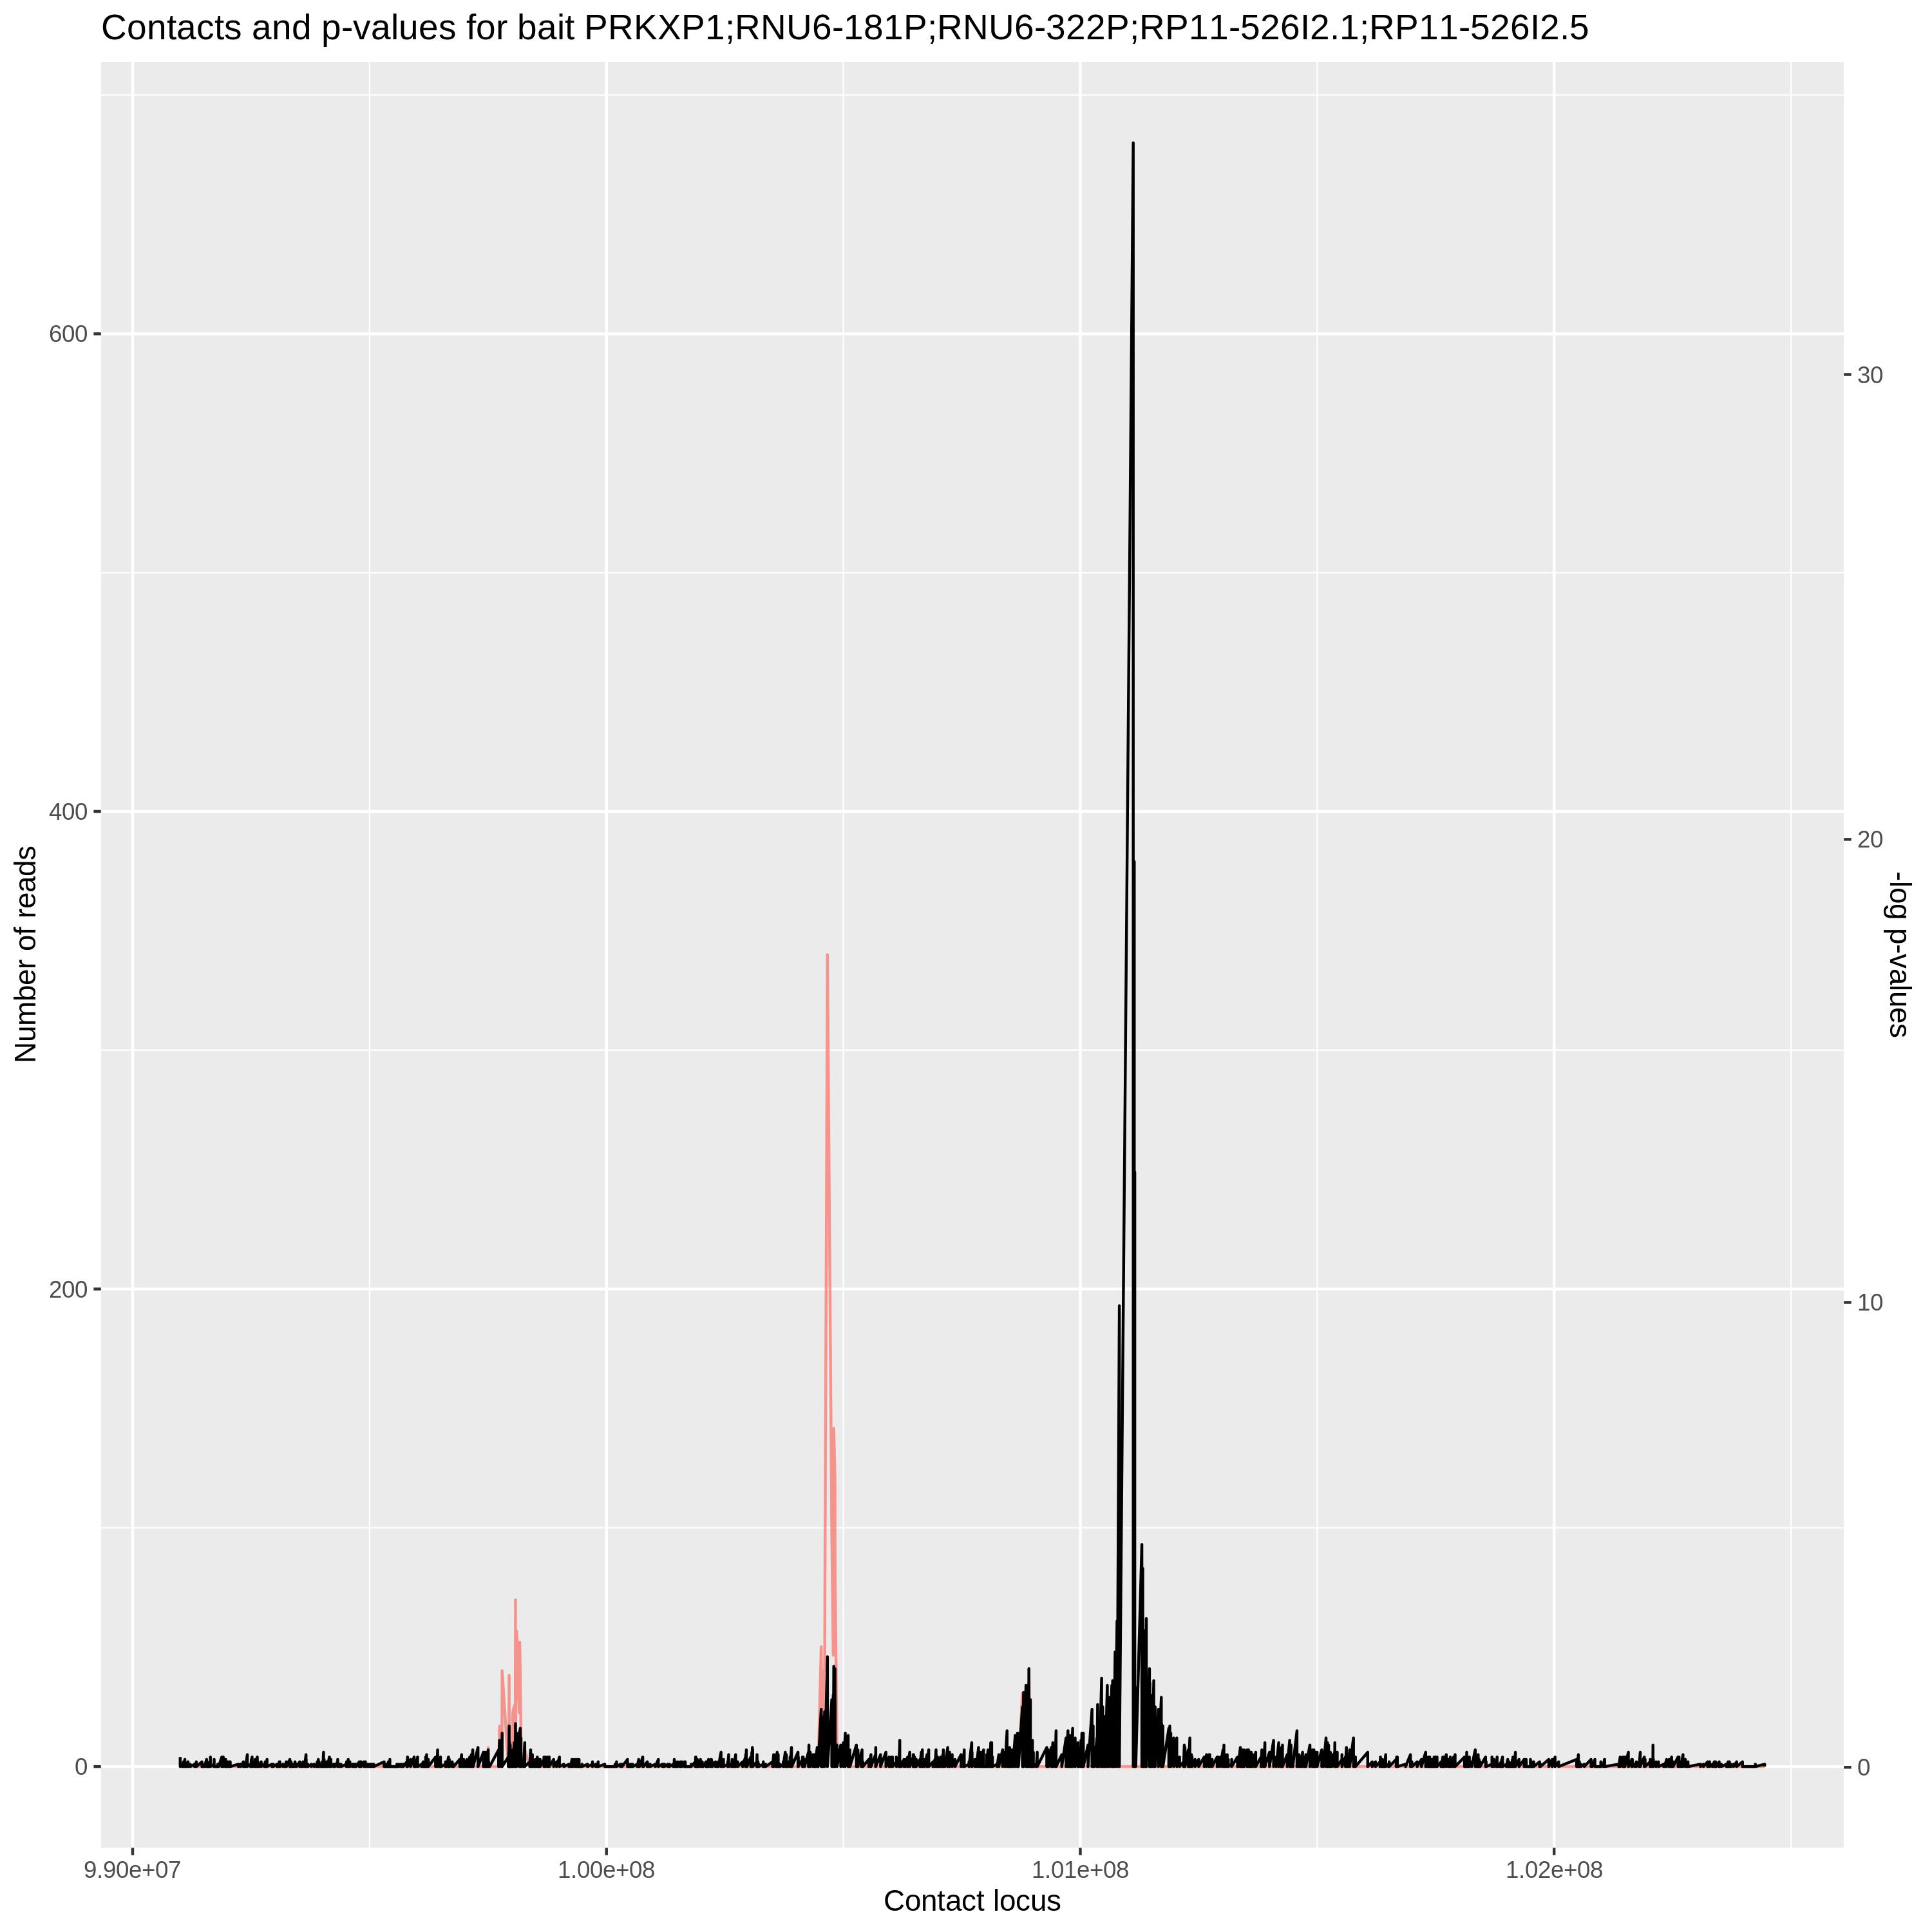 Contacts and p-values for bait PRKXP1;RNU6-181P;RNU6-322P;RP11-526I2.1;RP11-526I2.5
Number of reads
600
400
200
0
30
20
10
0
-log p-values
9.90e+07
1.00e+08
1.01e+08
1.02e+08
Contact locus